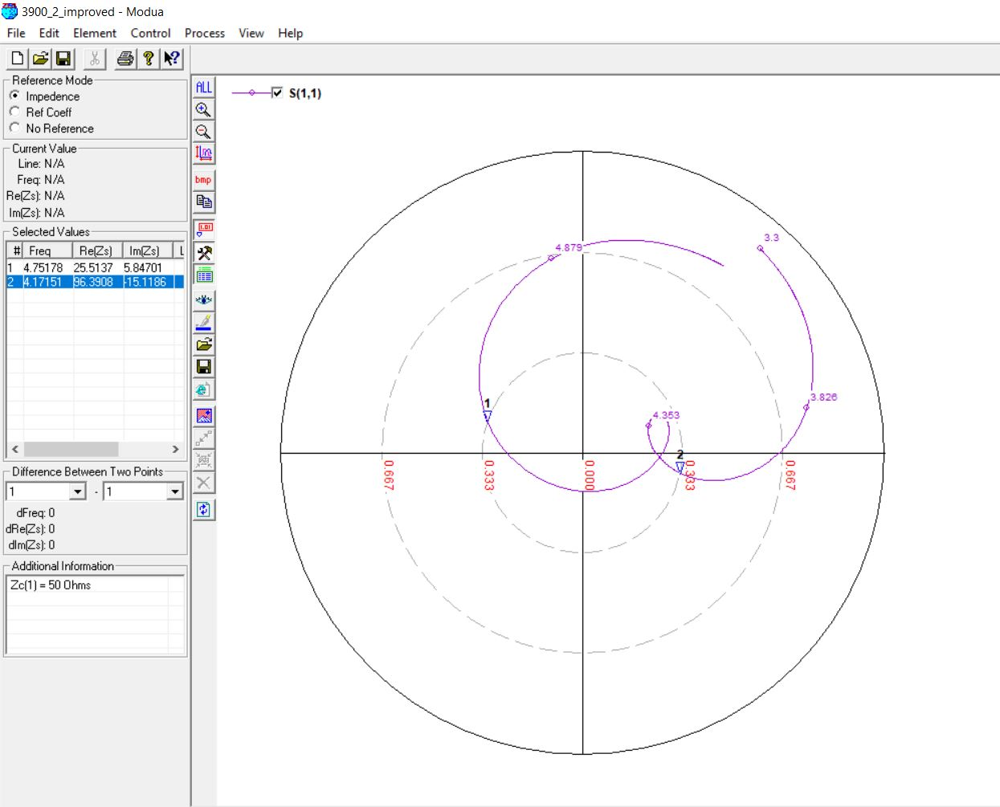 3900_2_improved - Modua
File Edit Element Control Process View Help
Reference Mode
Impedence
Ref Coeff
No Reference
Current Value
Line: N/A
Freq: N/A
Re(Zs): N/A
Im(Zs): N/A
Selected Values
# Freq Re(Zs) Im(Zs) L
1 4.75178 25.5137 5.84701
2 4.17151 96.3908 -15.1186
Difference Between Two Points
1 - 1
dFreq: 0
dRe(Zs): 0
dIm(Zs): 0
Additional Information
Zc(1) = 50 Ohms
ALL
bmp
1.01
S(1,1)
3.3
4.879
3.826
1
4.353
2
0.667 0.333 0.000 0.333 0.667